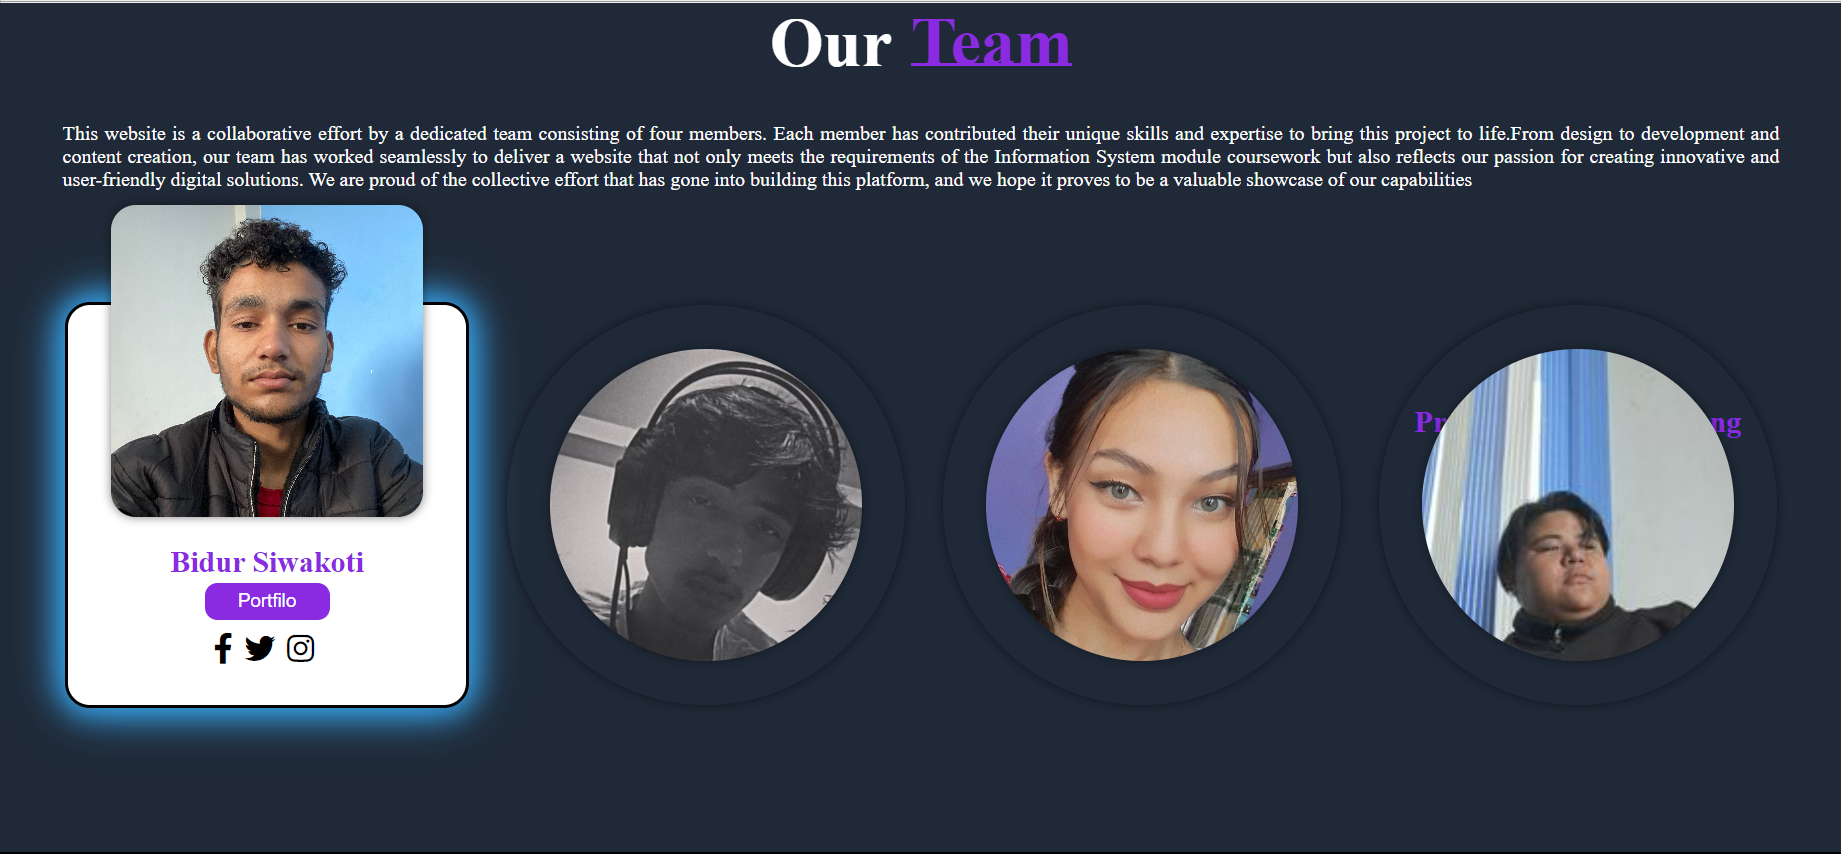 Our Team
This website is a collaborative effort by a dedicated team consisting of four members. Each member has contributed their unique skills and expertise to bring this project to life.From design to development and
content creation, our team has worked seamlessly to deliver a website that not only meets the requirements of the Information System module coursework but also reflects our passion for creating innovative and
user-friendly digital solutions. We are proud of the collective effort that has gone into building this platform, and we hope it proves to be a valuable showcase of our capabilities
Bidur Siwakoti
Portfilo